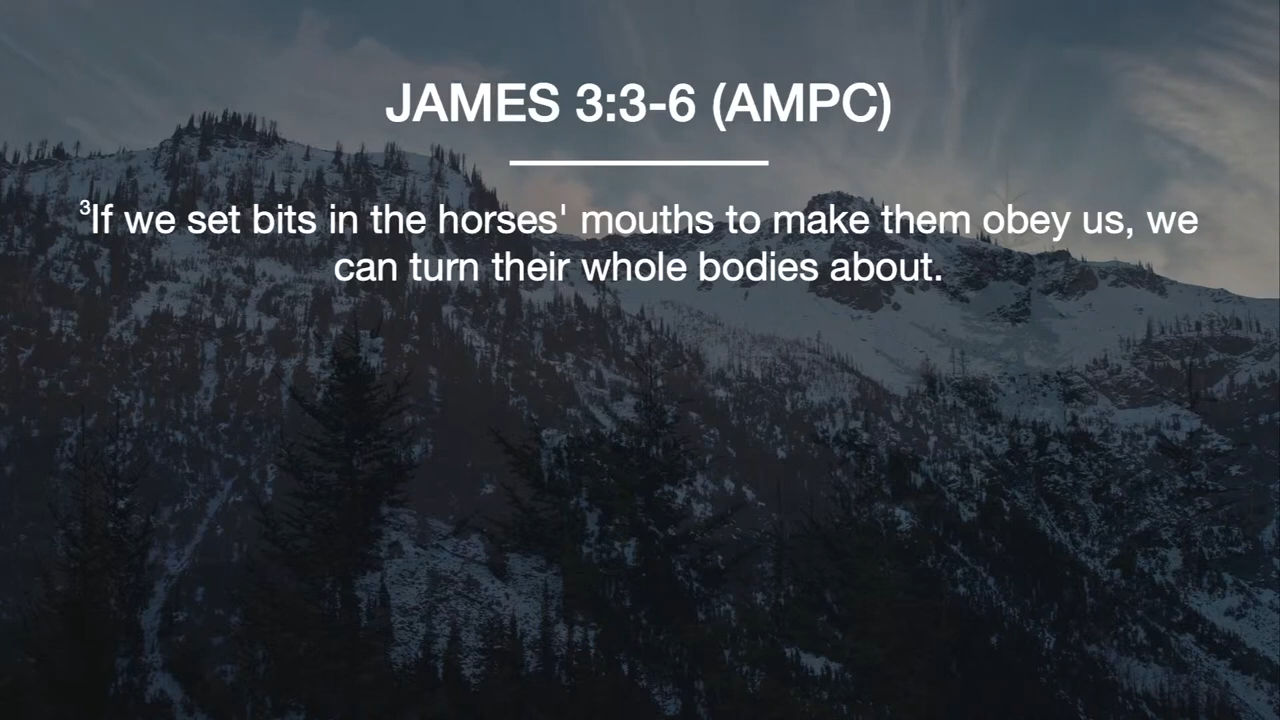 JAMES 3:3-6 (AMPC)
³If we set bits in the horses' mouths to make them obey us, we
can turn their whole bodies about.